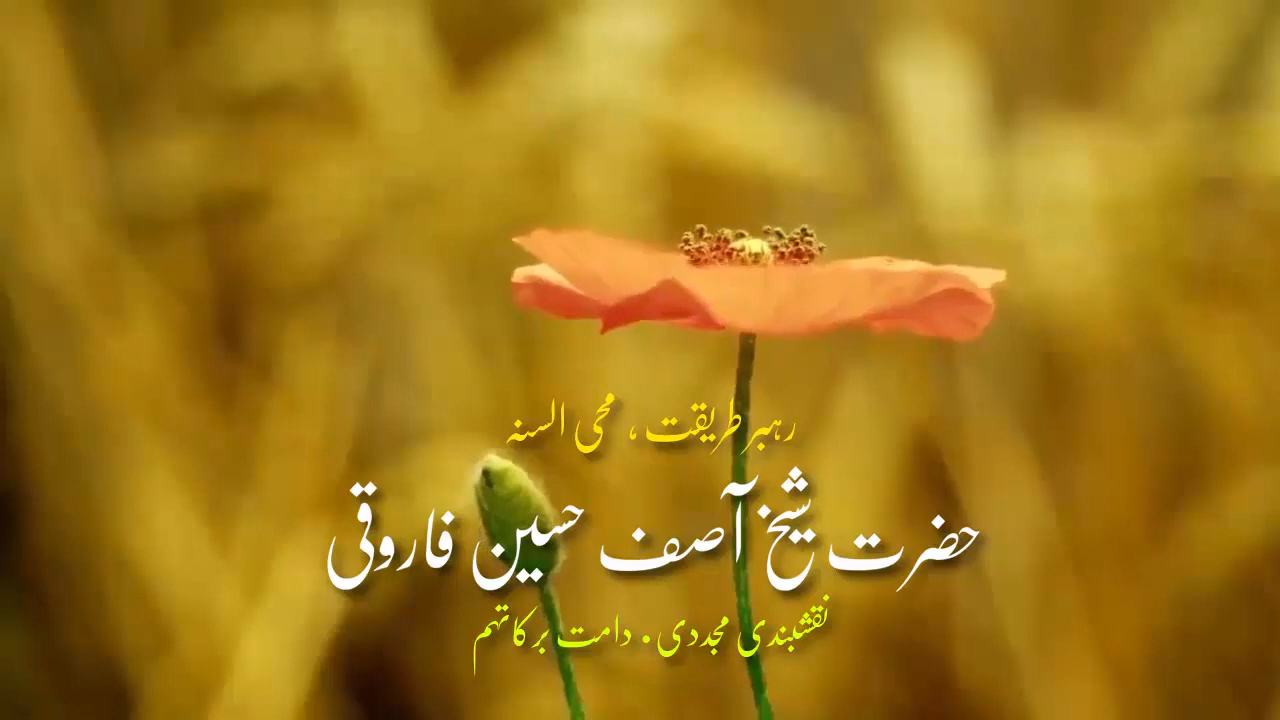 رہبر طریقت ، محی السنہ
حضرت شیخ آصف حسین فاروقی
نقشبندی مجددی ۔ دامت برکاتہم